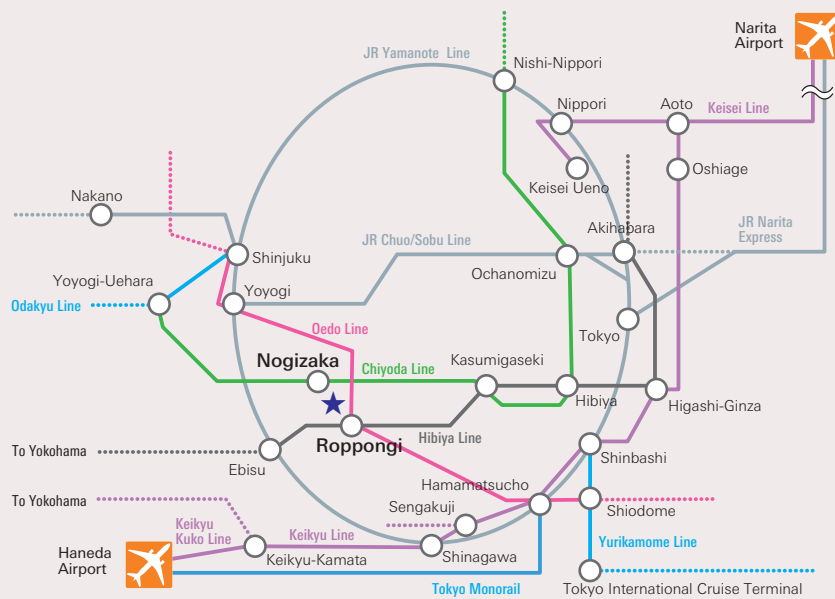 Narita
Airport
JR Yamanote Line
Nishi-Nippori
Nippori
Aoto
Keisei Line
Oshiage
Keisei Ueno
Nakano
Akihabara
JR Narita
Express
JR Chuo/Sobu Line
Shinjuku
Ochanomizu
Yoyogi-Uehara
Yoyogi
Odakyu Line
Oedo Line
Tokyo
Nogizaka
Chiyoda Line
Kasumigaseki
Hibiya
Higashi-Ginza
Roppongi
Hibiya Line
To Yokohama
Ebisu
Shinbashi
Hamamatsucho
To Yokohama
Sengakuji
Shiodome
Keikyu
Kuko Line
Keikyu Line
Yurikamome Line
Haneda
Airport
Keikyu-Kamata
Shinagawa
Tokyo Monorail
Tokyo International Cruise Terminal